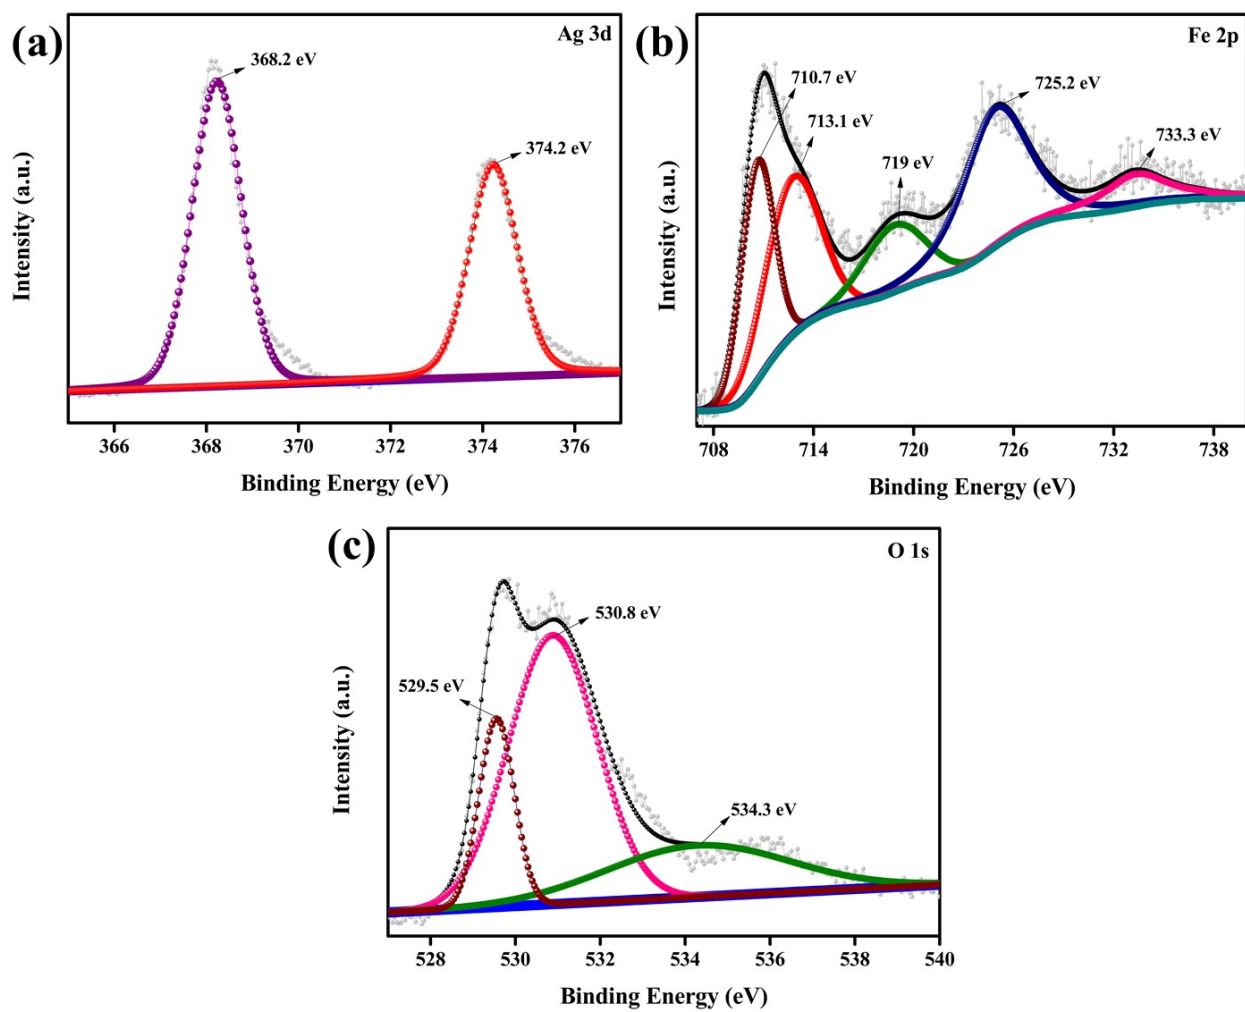 (a)
Ag 3d
368.2 eV
374.2 eV
Intensity (a.u.)
366 368 370 372 374 376
Binding Energy (eV)
(b)
Fe 2p
710.7 eV
713.1 eV
719 eV
725.2 eV
733.3 eV
Intensity (a.u.)
708 714 720 726 732 738
Binding Energy (eV)
(c)
O 1s
530.8 eV
529.5 eV
534.3 eV
Intensity (a.u.)
528 530 532 534 536 538 540
Binding Energy (eV)